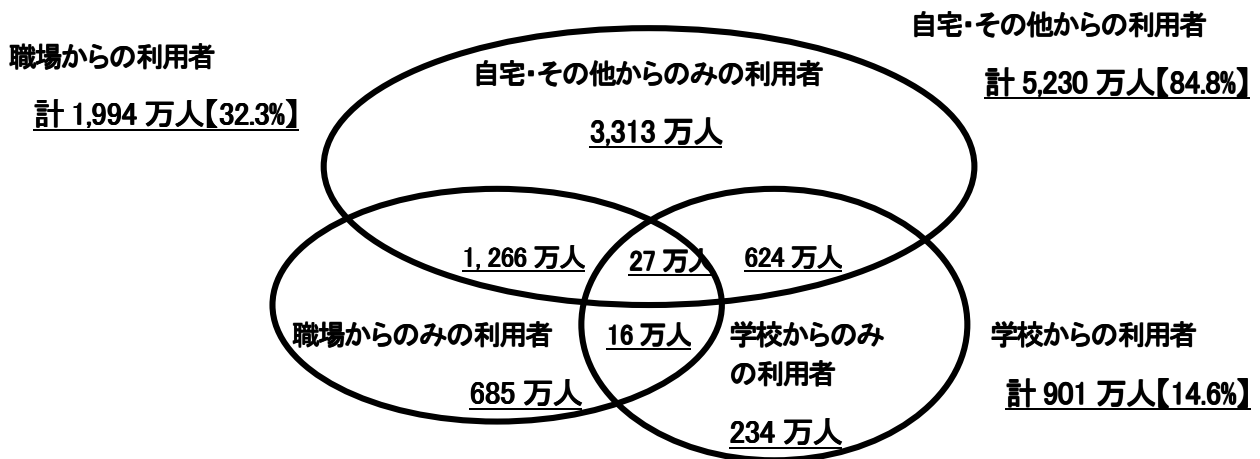 自宅・その他からの利用者
計 5,230 万人【84.8%】
職場からの利用者
計 1,994 万人【32.3%】
自宅・その他からのみの利用者
3,313 万人
1, 266 万人
27 万人
624 万人
職場からのみの利用者
685 万人
16 万人
学校からのみ
の利用者
234 万人
学校からの利用者
計 901 万人【14.6%】